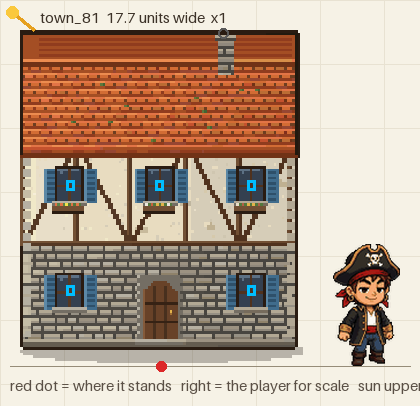 town_81 17.7 units wide x1
red dot = where it stands right = the player for scale sun upper